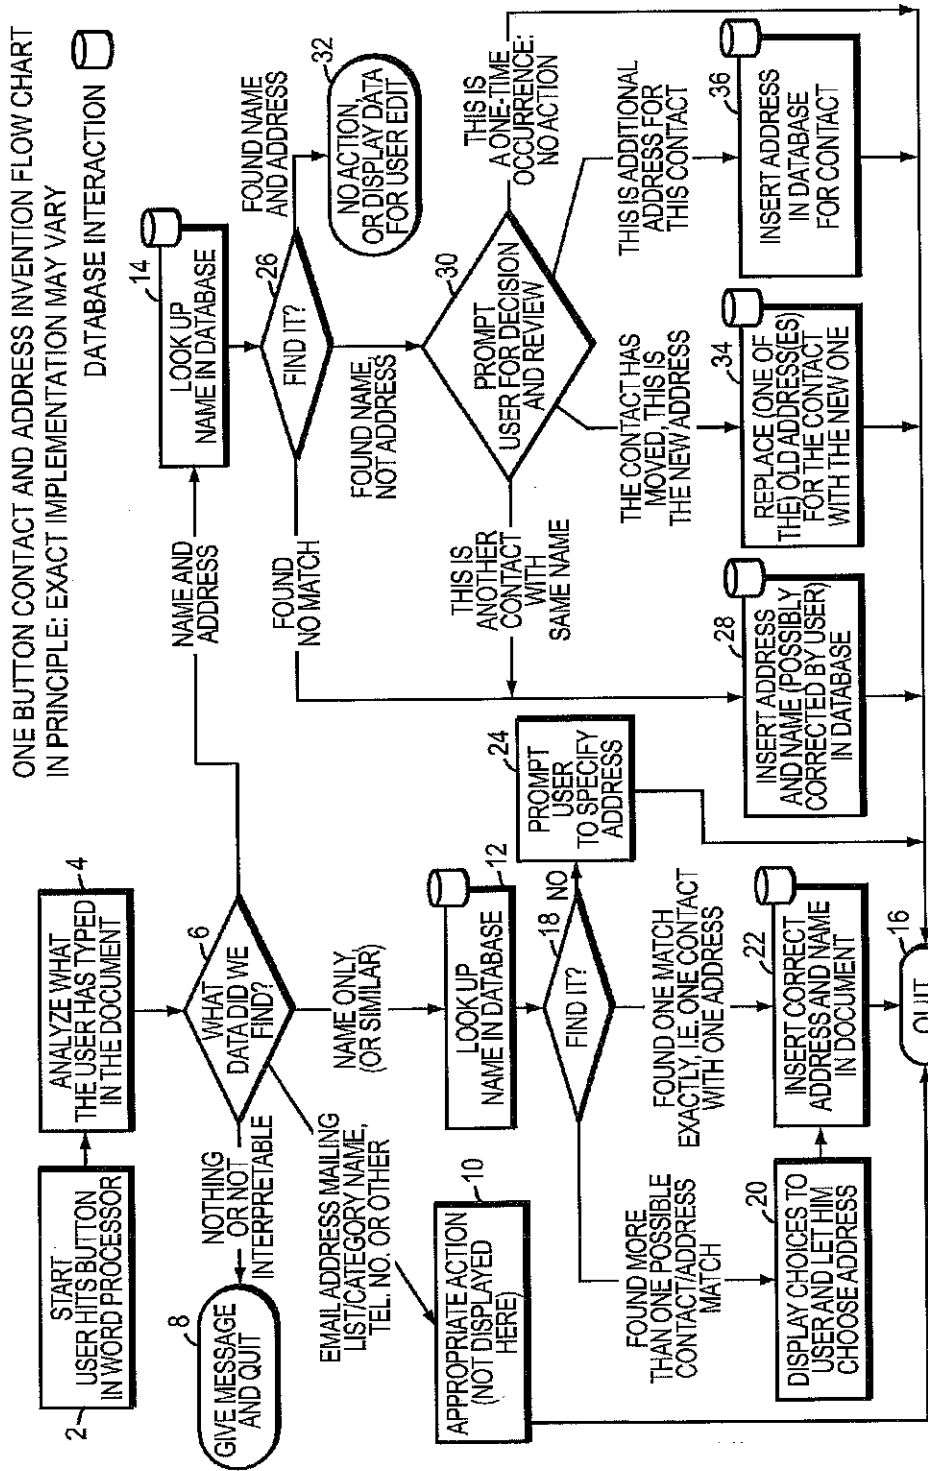 ONE BUTTON CONTACT AND ADDRESS INVENTION FLOW CHART
IN PRINCIPLE: EXACT IMPLEMENTATION MAY VARY
DATABASE INTERACTION
2
START
USER HITS BUTTON
IN WORD PROCESSOR
4
ANALYZE WHAT
THE USER HAS TYPED
IN THE DOCUMENT
6
WHAT
DATA DID WE
FIND?
NOTHING
OR NOT
INTERPRETABLE
8
GIVE MESSAGE
AND QUIT
EMAIL ADDRESS MAILING
LIST/CATEGORY NAME,
TEL. NO. OR OTHER
10
APPROPRIATE ACTION
(NOT DISPLAYED
HERE)
NAME ONLY,
(OR SIMILAR)
12
LOOK UP
NAME IN DATABASE
18
FIND IT?
NO
24
PROMPT
USER
TO SPECIFY
ADDRESS
FOUND MORE
THAN ONE POSSIBLE
CONTACT/ADDRESS
MATCH
20
DISPLAY CHOICES TO
USER AND LET HIM
CHOOSE ADDRESS
FOUND ONE MATCH
EXACTLY, I.E. ONE CONTACT
WITH ONE ADDRESS
22
INSERT CORRECT
ADDRESS AND NAME
IN DOCUMENT
16
QUIT
NAME AND
ADDRESS
14
LOOK UP
NAME IN DATABASE
26
FIND IT?
FOUND NAME
AND ADDRESS
32
NO ACTION,
OR DISPLAY DATA
FOR USER EDIT
FOUND
NO MATCH
FOUND NAME,
NOT ADDRESS
30
PROMPT
USER FOR DECISION
AND REVIEW
THIS IS
ANOTHER
CONTACT
WITH
SAME NAME
28
INSERT ADDRESS
AND NAME (POSSIBLY
CORRECTED BY USER)
IN DATABASE
THE CONTACT HAS
MOVED, THIS IS
THE NEW ADDRESS
34
REPLACE (ONE OF
THE) OLD ADDRESS(ES)
FOR THE CONTACT
WITH THE NEW ONE
THIS IS ADDITIONAL
ADDRESS FOR
THIS CONTACT
36
INSERT ADDRESS
IN DATABASE
FOR CONTACT
THIS IS
A ONE-TIME
OCCURRENCE:
NO ACTION